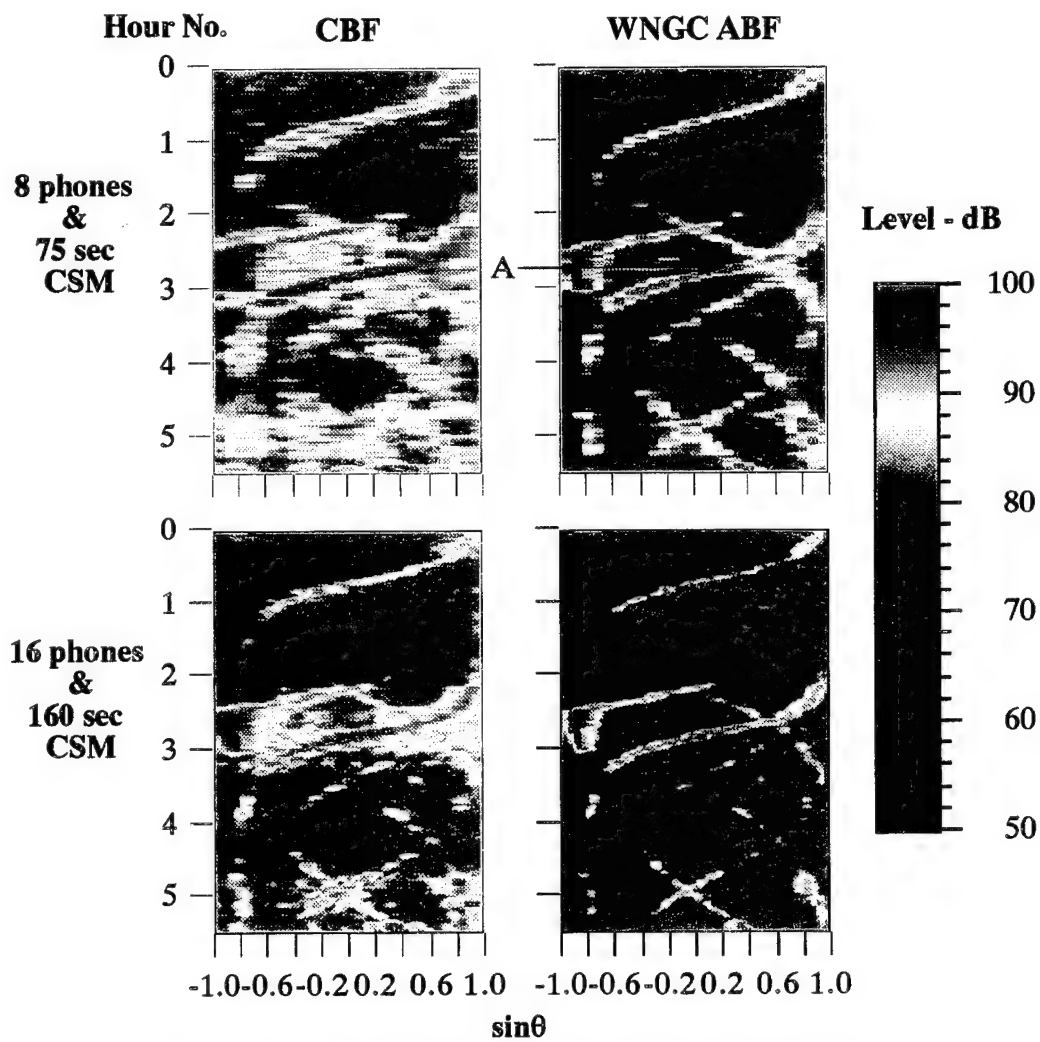 Hour No.
CBF
WNGC ABF
0
1
2
3
4
5
8 phones
&
75 sec
CSM
A
Level - dB
100
90
80
70
60
50
0
1
2
3
4
5
16 phones
&
160 sec
CSM
-1.0 -0.6 -0.2 0.2 0.6 1.0
-1.0 -0.6 -0.2 0.2 0.6 1.0
sinθ